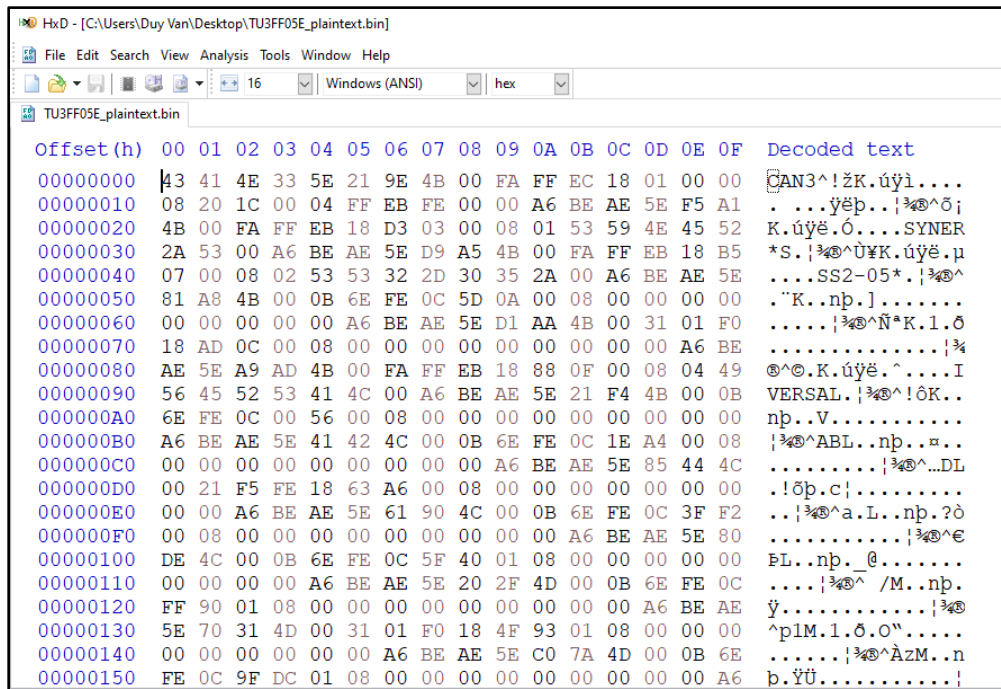 HxD - [C:\Users\Duy Van\Desktop\TU3FF05E_plaintext.bin]
File Edit Search View Analysis Tools Window Help
16 Windows (ANSI) hex
TU3FF05E_plaintext.bin
Offset(h) 00 01 02 03 04 05 06 07 08 09 0A 0B 0C 0D 0E 0F Decoded text
00000000 43 41 4E 33 5E 21 9E 4B 00 FA FF EC 18 01 00 00 CAN3^!žK.úÿì....
00000010 08 20 1C 00 04 FF EB FE 00 00 A6 BE AE 5E F5 A1 . ...ÿëþ..¦¾®^õ¡
00000020 4B 00 FA FF EB 18 D3 03 00 08 01 53 59 4E 45 52 K.úÿë.Ó....SYNER
00000030 2A 53 00 A6 BE AE 5E D9 A5 4B 00 FA FF EB 18 B5 *S.¦¾®^Ù¥K.úÿë.µ
00000040 07 00 08 02 53 53 32 2D 30 35 2A 00 A6 BE AE 5E ....SS2-05*.¦¾®^
00000050 81 A8 4B 00 0B 6E FE 0C 5D 0A 00 08 00 00 00 00 .¨K..nþ.].......
00000060 00 00 00 00 00 A6 BE AE 5E D1 AA 4B 00 31 01 F0 .....¦¾®^ÑªK.1.ð
00000070 18 AD 0C 00 08 00 00 00 00 00 00 00 00 00 A6 BE ..............¦¾
00000080 AE 5E A9 AD 4B 00 FA FF EB 18 88 0F 00 08 04 49 ®^©.K.úÿë.ˆ....I
00000090 56 45 52 53 41 4C 00 A6 BE AE 5E 21 F4 4B 00 0B VERSAL.¦¾®^!ôK..
000000A0 6E FE 0C 00 56 00 08 00 00 00 00 00 00 00 00 00 nþ..V...........
000000B0 A6 BE AE 5E 41 42 4C 00 0B 6E FE 0C 1E A4 00 08 ¦¾®^ABL..nþ..¤..
000000C0 00 00 00 00 00 00 00 00 00 A6 BE AE 5E 85 44 4C .........¦¾®^…DL
000000D0 00 21 F5 FE 18 63 A6 00 08 00 00 00 00 00 00 00 .!õþ.c¦.........
000000E0 00 00 A6 BE AE 5E 61 90 4C 00 0B 6E FE 0C 3F F2 ..¦¾®^a.L..nþ.?ò
000000F0 00 08 00 00 00 00 00 00 00 00 00 A6 BE AE 5E 80 ...........¦¾®^€
00000100 DE 4C 00 0B 6E FE 0C 5F 40 01 08 00 00 00 00 00 ÞL..nþ._@.......
00000110 00 00 00 00 A6 BE AE 5E 20 2F 4D 00 0B 6E FE 0C ....¦¾®^ /M..nþ.
00000120 FF 90 01 08 00 00 00 00 00 00 00 00 00 A6 BE AE ÿ............¦¾®
00000130 5E 70 31 4D 00 31 01 F0 18 4F 93 01 08 00 00 00 ^p1M.1.ð.O“.....
00000140 00 00 00 00 00 00 A6 BE AE 5E C0 7A 4D 00 0B 6E ......¦¾®^ÀzM..n
00000150 FE 0C 9F DC 01 08 00 00 00 00 00 00 00 00 00 A6 þ.ŸÜ...........¦